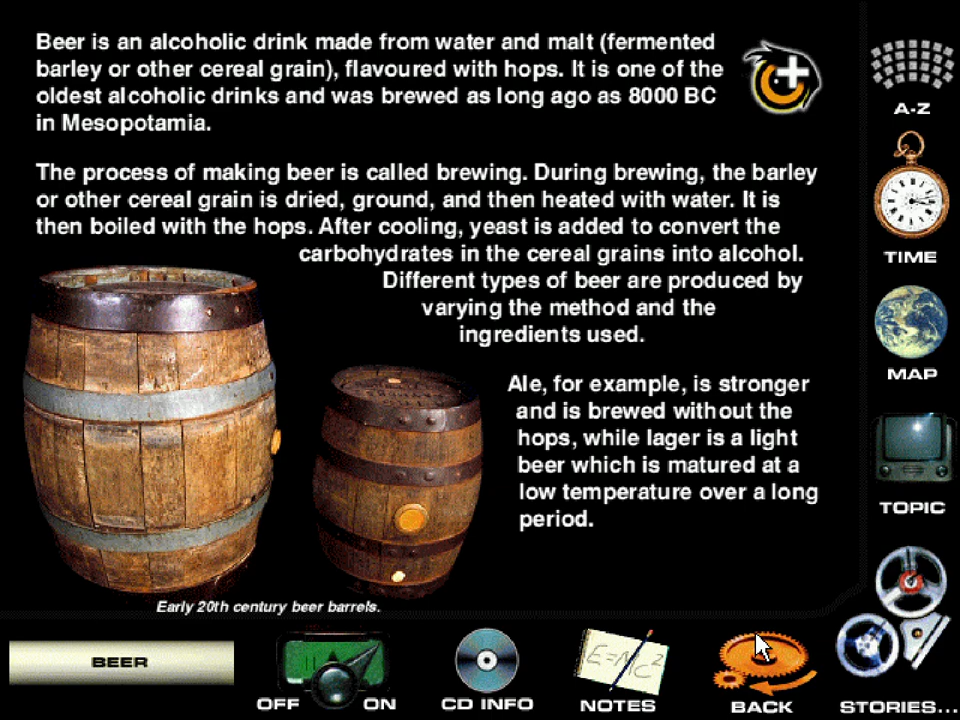 Beer is an alcoholic drink made from water and malt (fermented
barley or other cereal grain), flavoured with hops. It is one of the
oldest alcoholic drinks and was brewed as long ago as 8000 BC
in Mesopotamia.
The process of making beer is called brewing. During brewing, the barley
or other cereal grain is dried, ground, and then heated with water. It is
then boiled with the hops. After cooling, yeast is added to convert the
carbohydrates in the cereal grains into alcohol.
Different types of beer are produced by
varying the method and the
ingredients used.
Ale, for example, is stronger
and is brewed without the
hops, while lager is a light
beer which is matured at a
low temperature over a long
period.
Early 20th century beer barrels.
A-Z
TIME
MAP
TOPIC
STORIES...
BEER
OFF ON
CD INFO
NOTES
E=MC²
BACK